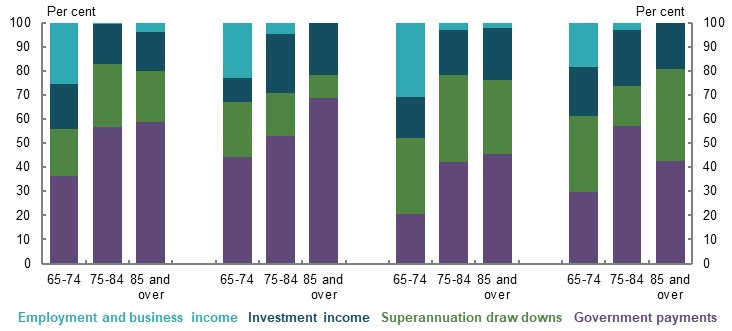 Per cent Per cent
100 100
90 90
80 80
70 70
60 60
50 50
40 40
30 30
20 20
10 10
0 0
65-74 75-84 85 and 65-74 75-84 85 and 65-74 75-84 85 and 65-74 75-84 85 and
over over over over
Employment and business income Investment income Superannuation draw downs Government payments